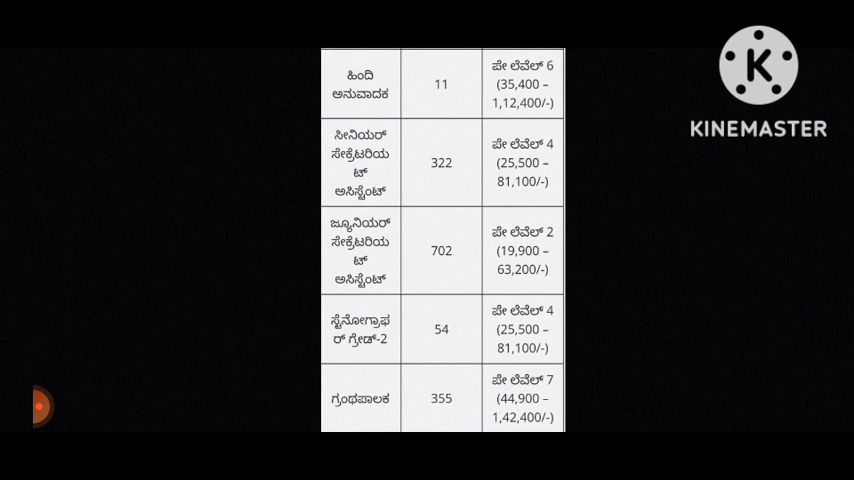 ಹಿಂದಿ
ಅನುವಾದಕ
11
ಪೇ ಲೆವೆಲ್ 6
(35,400 –
1,12,400/-)
ಸೀನಿಯರ್
ಸೇಕ್ರೆಟರಿಯ
ಟ್
ಅಸಿಸ್ಟೆಂಟ್
322
ಪೇ ಲೆವೆಲ್ 4
(25,500 –
81,100/-)
ಜ್ಯೂನಿಯರ್
ಸೇಕ್ರೆಟರಿಯ
ಟ್
ಅಸಿಸ್ಟೆಂಟ್
702
ಪೇ ಲೆವೆಲ್ 2
(19,900 –
63,200/-)
ಸ್ಟೆನೋಗ್ರಾಫ
ರ್ ಗ್ರೇಡ್-2
54
ಪೇ ಲೆವೆಲ್ 4
(25,500 –
81,100/-)
ಗ್ರಂಥಪಾಲಕ
355
ಪೇ ಲೆವೆಲ್ 7
(44,900 –
1,42,400/-)
K
KINEMASTER